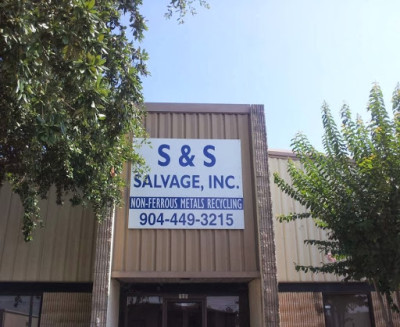 S & S
SALVAGE, INC.
NON-FERROUS METALS RECYCLING
904-449-3215